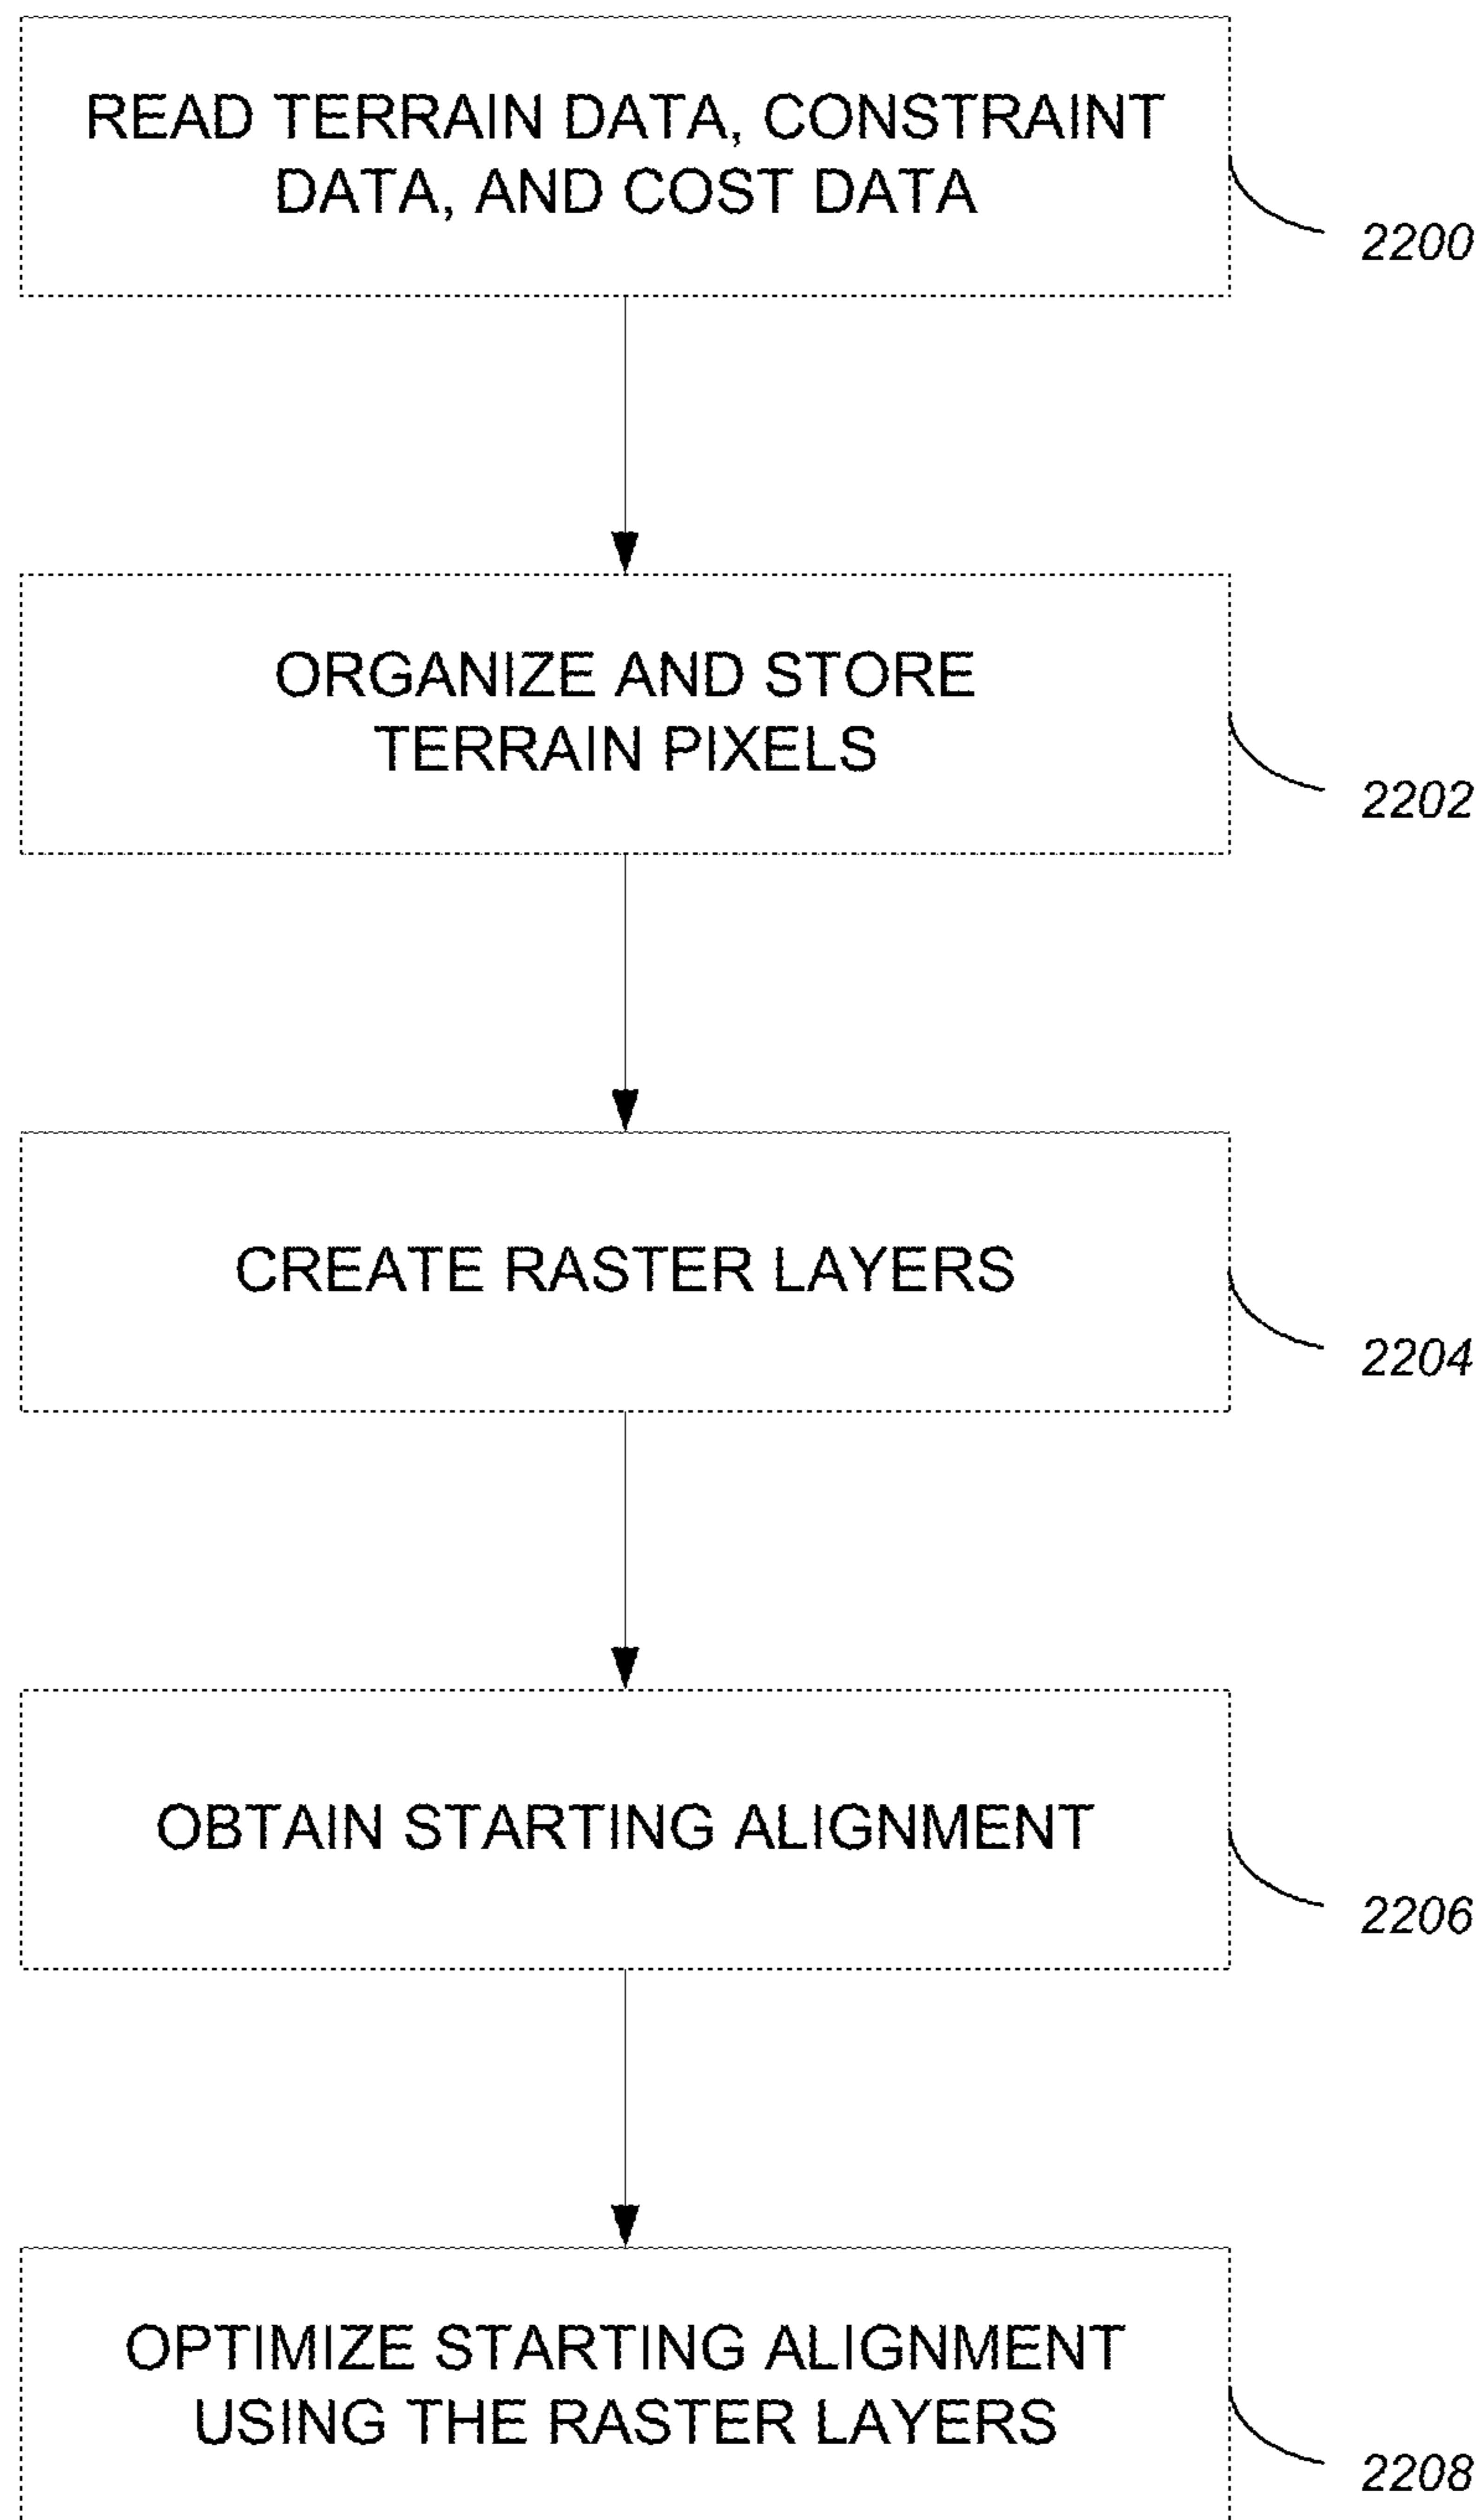 READ TERRAIN DATA, CONSTRAINT
DATA, AND COST DATA
2200
ORGANIZE AND STORE
TERRAIN PIXELS
2202
CREATE RASTER LAYERS
2204
OBTAIN STARTING ALIGNMENT
2206
OPTIMIZE STARTING ALIGNMENT
USING THE RASTER LAYERS
2208